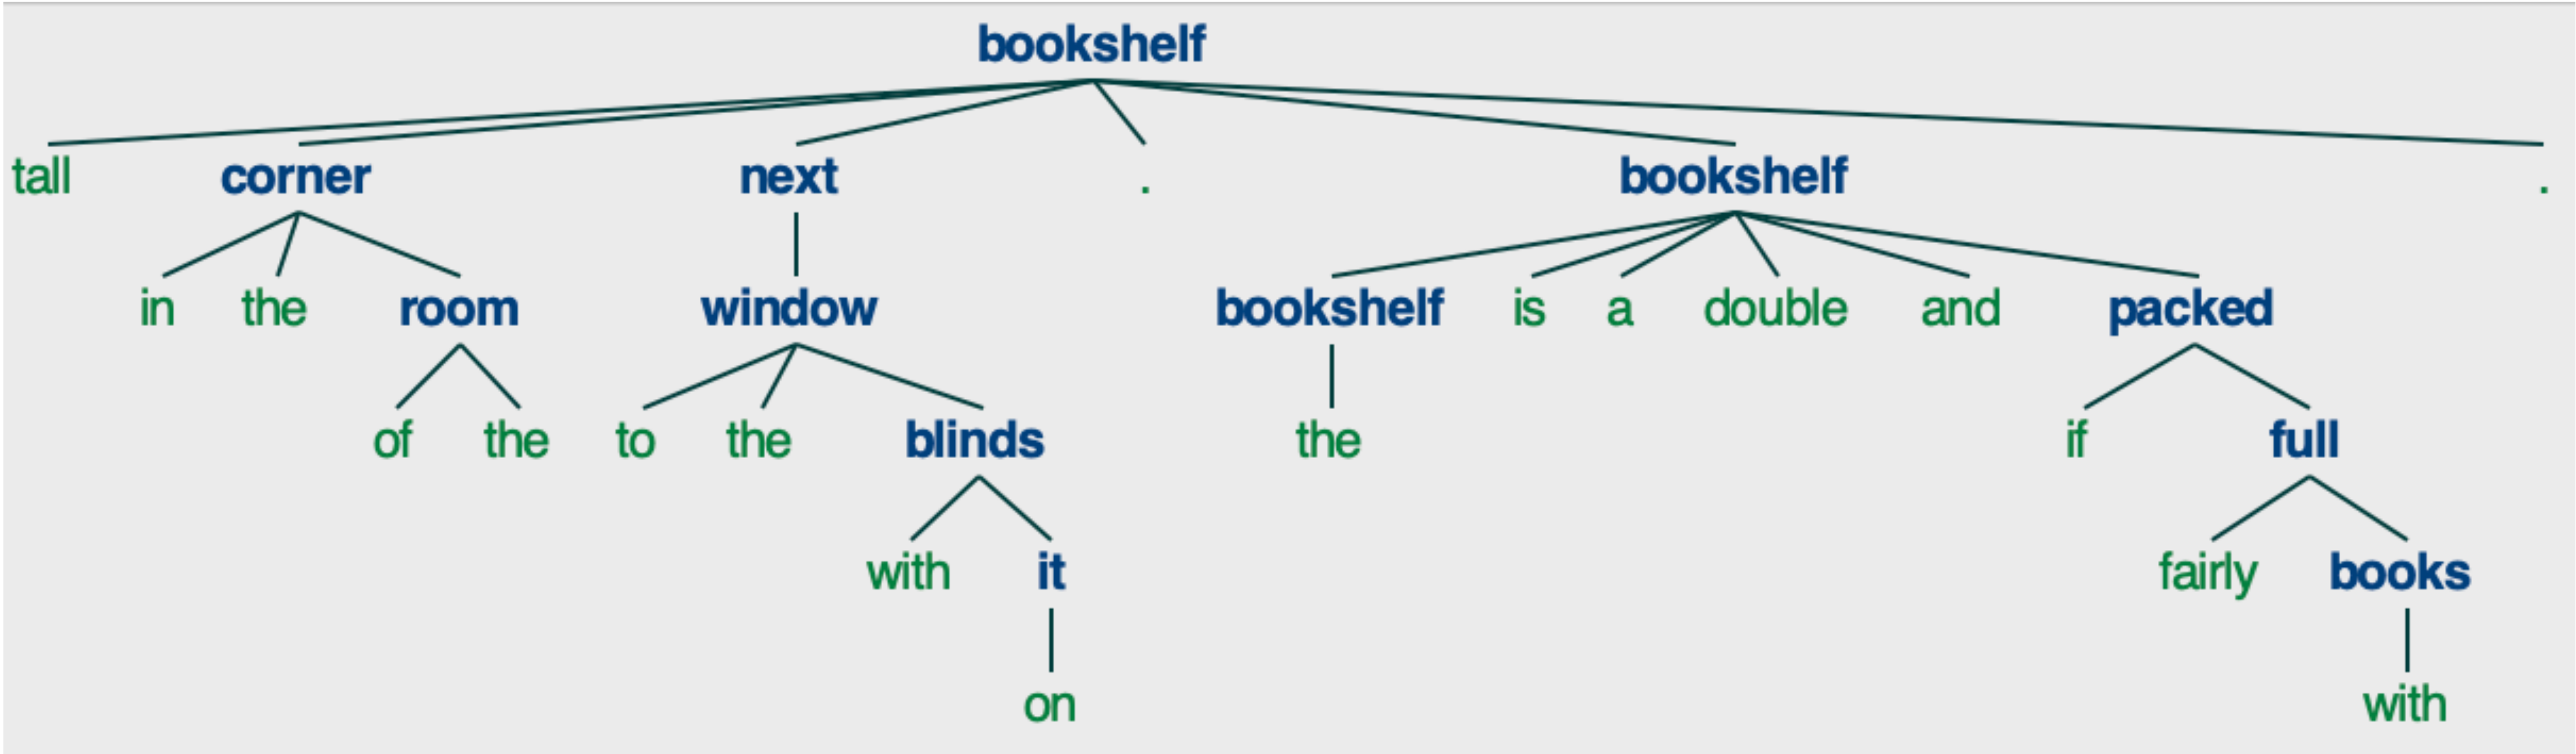 bookshelf
tall corner next . bookshelf .
in the room window bookshelf is a double and packed
of the to the blinds the if full
with it fairly books
on with